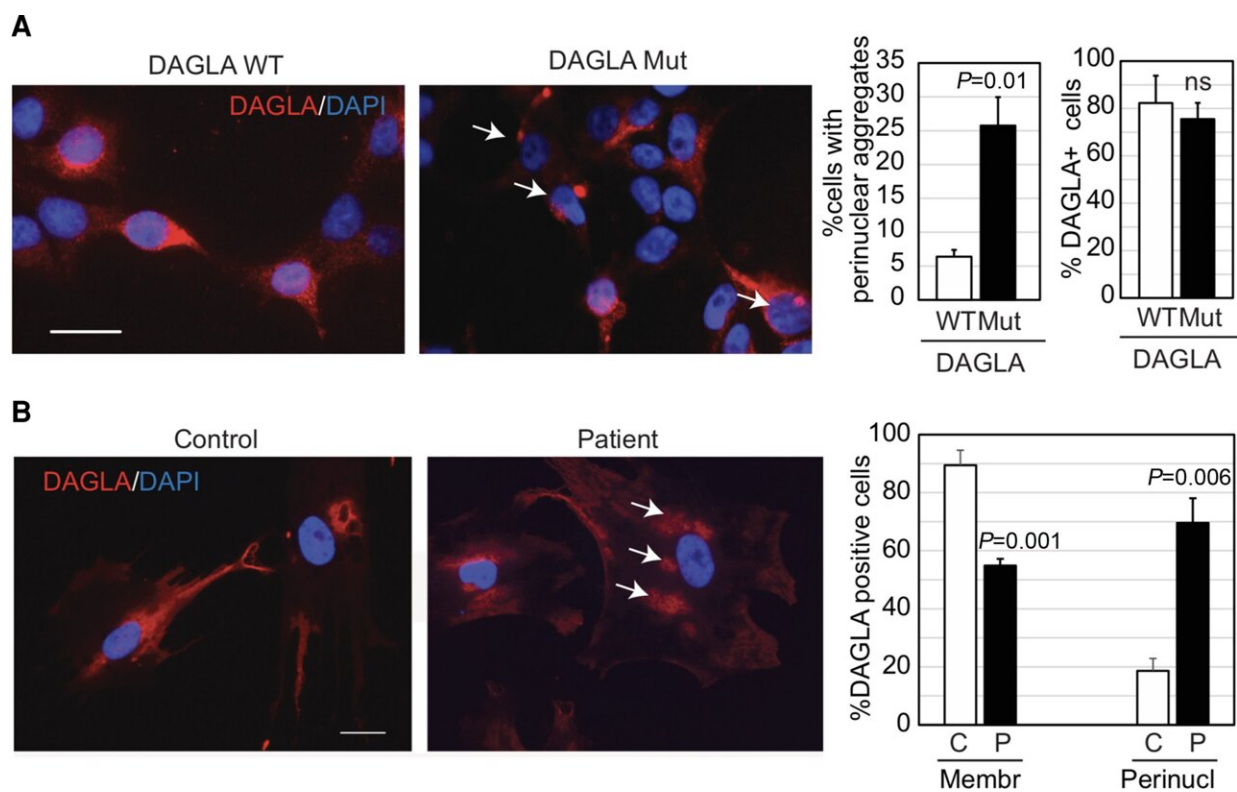 A
DAGLA WT
DAGLA/DAPI
DAGLA Mut
%cells with
perinuclear aggregates
35
30
25
20
15
10
5
0
P=0.01
WT Mut
DAGLA
% DAGLA+ cells
100
80
60
40
20
0
ns
WT Mut
DAGLA
B
Control
DAGLA/DAPI
Patient
%DAGLA positive cells
100
80
60
40
20
0
P=0.001
P=0.006
C P
C P
Membr
Perinucl